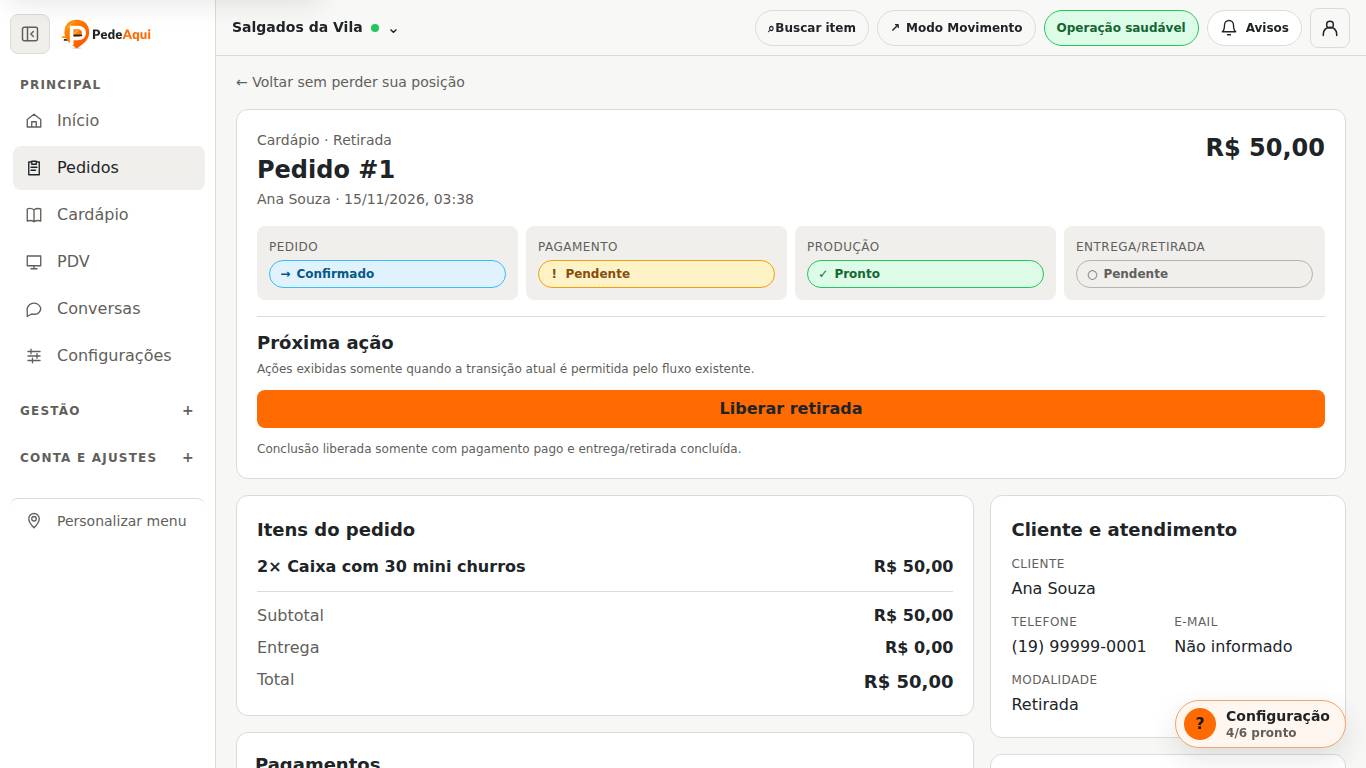 PedeAqui
PRINCIPAL
Início
Pedidos
Cardápio
PDV
Conversas
Configurações
GESTÃO +
CONTA E AJUSTES +
Personalizar menu
Salgados da Vila
Buscar item
↗ Modo Movimento
Operação saudável
Avisos
← Voltar sem perder sua posição
Cardápio · Retirada
Pedido #1
Ana Souza · 15/11/2026, 03:38
R$ 50,00
PEDIDO
→ Confirmado
PAGAMENTO
! Pendente
PRODUÇÃO
✓ Pronto
ENTREGA/RETIRADA
○ Pendente
Próxima ação
Ações exibidas somente quando a transição atual é permitida pelo fluxo existente.
Liberar retirada
Conclusão liberada somente com pagamento pago e entrega/retirada concluída.
Itens do pedido
2× Caixa com 30 mini churros R$ 50,00
Subtotal R$ 50,00
Entrega R$ 0,00
Total R$ 50,00
Pagamentos
Cliente e atendimento
CLIENTE
Ana Souza
TELEFONE E-MAIL
(19) 99999-0001 Não informado
MODALIDADE
Retirada
? Configuração
4/6 pronto